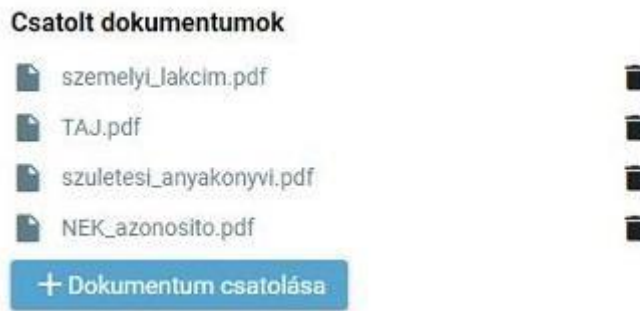 Csatolt dokumentumok
szemelyi_lakcim.pdf
TAJ.pdf
szuletesi_anyakonyvi.pdf
NEK_azonosito.pdf
+ Dokumentum csatolása